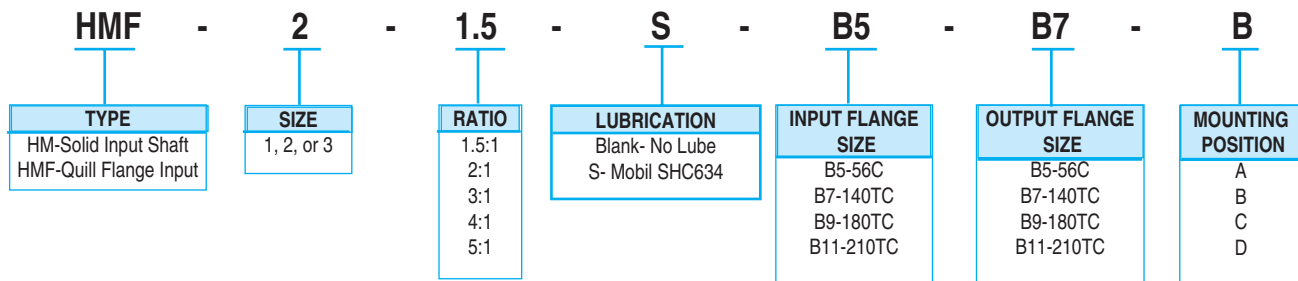 HMF - 2 - 1.5 - S - B5 - B7 - B
TYPE
HM-Solid Input Shaft
HMF-Quill Flange Input
SIZE
1, 2, or 3
RATIO
1.5:1
2:1
3:1
4:1
5:1
LUBRICATION
Blank- No Lube
S- Mobil SHC634
INPUT FLANGE
SIZE
B5-56C
B7-140TC
B9-180TC
B11-210TC
OUTPUT FLANGE
SIZE
B5-56C
B7-140TC
B9-180TC
B11-210TC
MOUNTING
POSITION
A
B
C
D